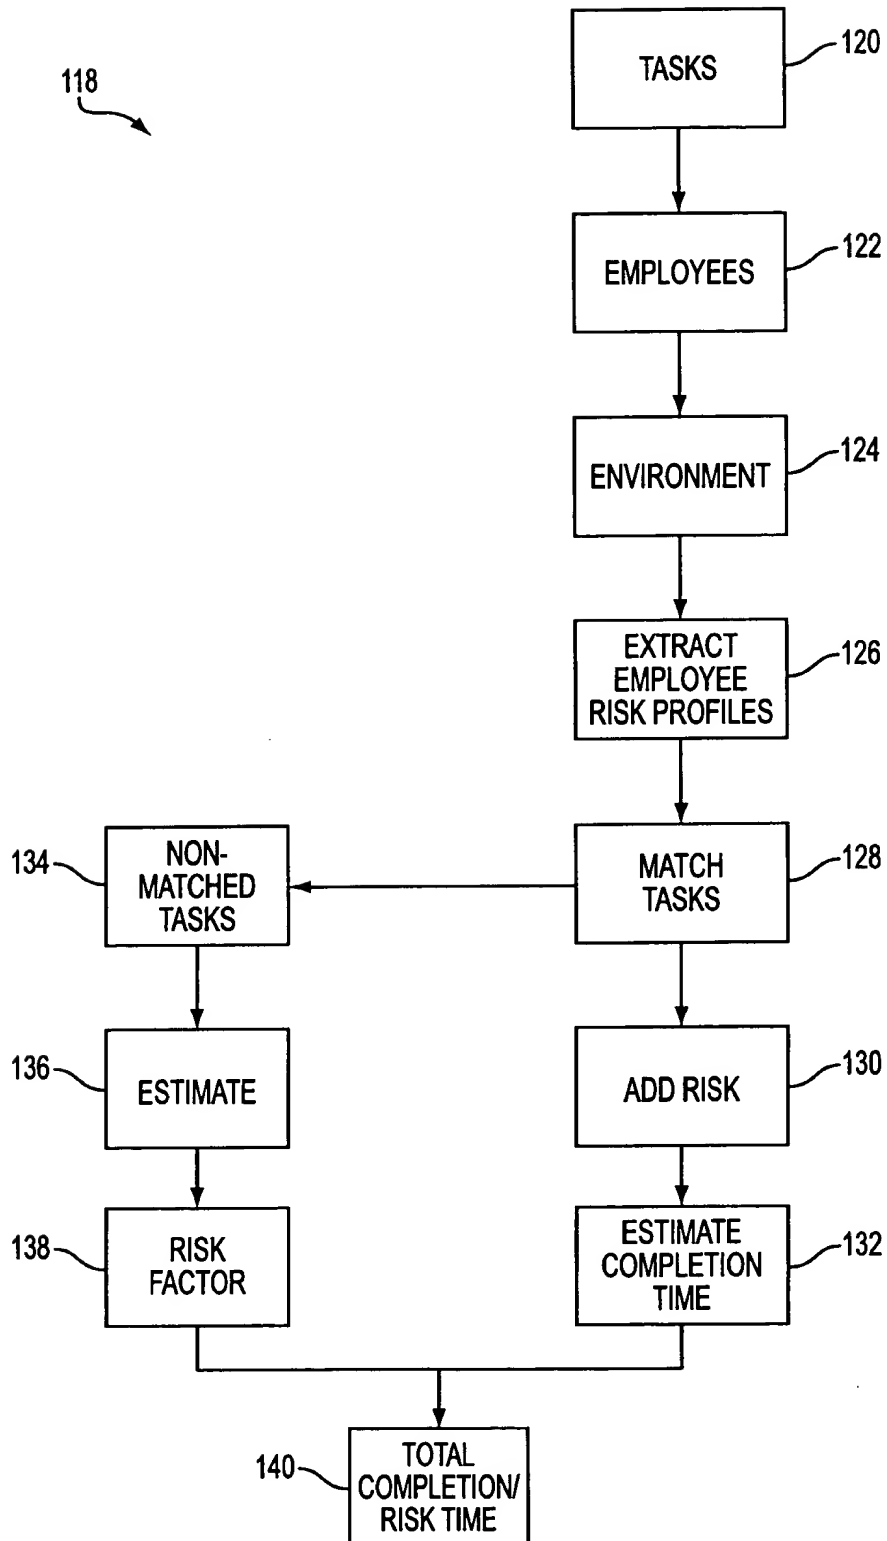 118
TASKS
120
EMPLOYEES
122
ENVIRONMENT
124
EXTRACT
EMPLOYEE
RISK PROFILES
126
MATCH
TASKS
128
134
NON-
MATCHED
TASKS
ADD RISK
130
136
ESTIMATE
ESTIMATE
COMPLETION
TIME
132
138
RISK
FACTOR
140
TOTAL
COMPLETION/
RISK TIME